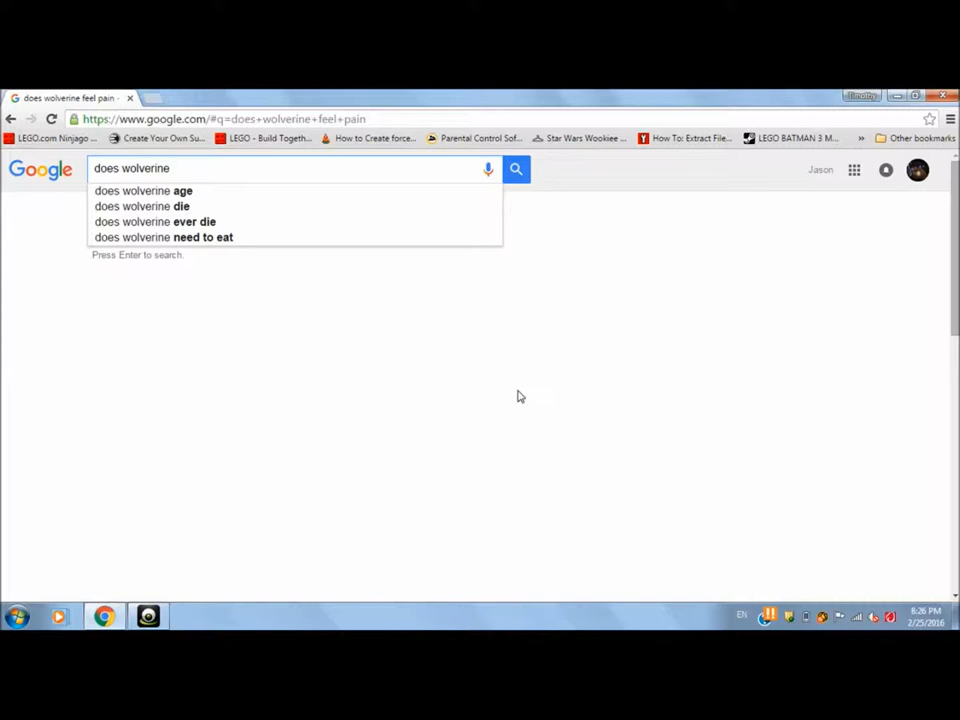 does wolverine feel pain -
Timothy
https://www.google.com/#q=does+wolverine+feel+pain
LEGO.com Ninjago ... Create Your Own Su... LEGO - Build Togeth... How to Create force... Parental Control Sof... Star Wars Wookiee ... How To: Extract File... LEGO BATMAN 3 M... » Other bookmarks
Google does wolverine Jason
does wolverine age
does wolverine die
does wolverine ever die
does wolverine need to eat
Press Enter to search.
EN 8:26 PM
2/25/2016